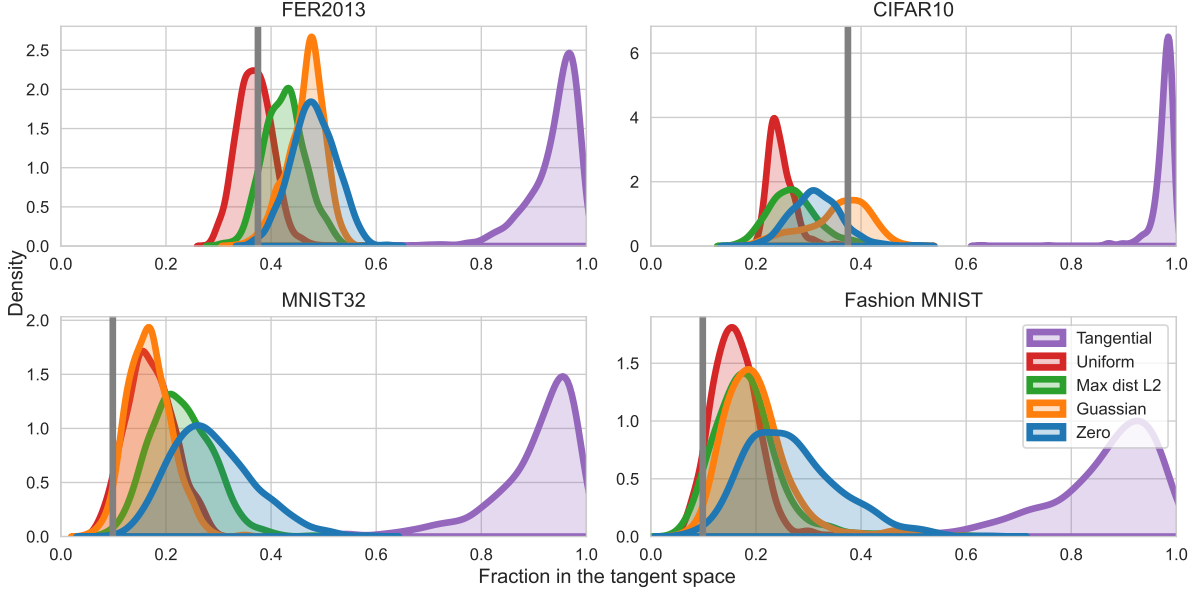 FER2013
CIFAR10
2.5
2.0
1.5
1.0
0.5
0.0
0.0 0.2 0.4 0.6 0.8 1.0
6
4
2
0
0.0 0.2 0.4 0.6 0.8 1.0
Density
MNIST32
Fashion MNIST
2.0
1.5
1.0
0.5
0.0
0.0 0.2 0.4 0.6 0.8 1.0
1.5
1.0
0.5
0.0
0.0 0.2 0.4 0.6 0.8 1.0
Tangential
Uniform
Max dist L2
Guassian
Zero
Fraction in the tangent space